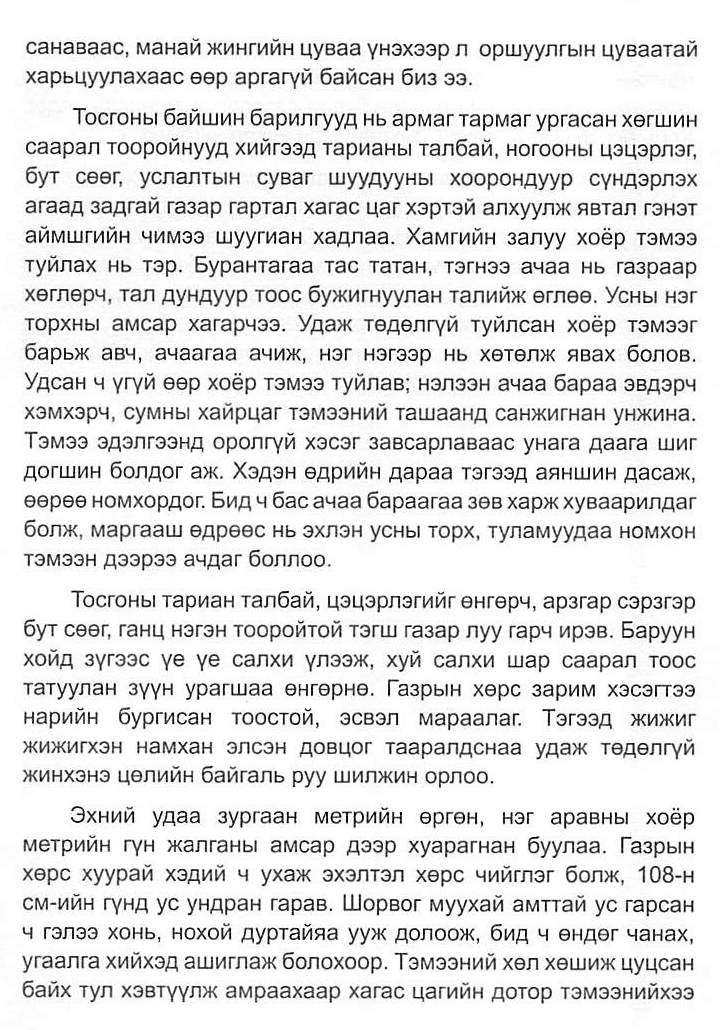 санаваас, манай жингийн цуваа үнэхээр л оршуулгын цуваатай
харьцуулахаас өөр аргагүй байсан биз ээ.
Тосгоны байшин барилгууд нь армаг тармаг ургасан хөгшин
саарал тооройнууд хийгээд тарианы талбай, ногооны цэцэрлэг,
бут сөөг, услалтын суваг шуудууны хоорондуур сүндэрлэх
агаад задгай газар гартал хагас цаг хэртэй алхуулж явтал гэнэт
аймшгийн чимээ шуугиан хадлаа. Хамгийн залуу хоёр тэмээ
туйлах нь тэр. Бурантагаа тас татан, тэгнээ ачаа нь газраар
хөглөрч, тал дундуур тоос бужигнуулан талийж өглөө. Усны нэг
торхны амсар хагарчээ. Удаж төдөлгүй туйлсан хоёр тэмээг
барьж авч, ачаагаа ачиж, нэг нэгээр нь хөтөлж явах болов.
Удсан ч үгүй өөр хоёр тэмээ туйлав; нэлээн ачаа бараа эвдэрч
хэмхэрч, сумны хайрцаг тэмээний ташаанд санжигнан унжина.
Тэмээ эдэлгээнд оролгүй хэсэг завсарлаваас унага даага шиг
догшин болдог аж. Хэдэн өдрийн дараа тэгээд аяншин дасаж,
өөрөө номхордог. Бид ч бас ачаа бараагаа зөв харж хуваарилдаг
болж, маргааш өдрөөс нь эхлэн усны торх, туламуудаа номхон
тэмээн дээрээ ачдаг боллоо.
Тосгоны тариан талбай, цэцэрлэгийг өнгөрч, арзгар сэрзгэр
бут сөөг, ганц нэгэн тооройтой тэгш газар луу гарч ирэв. Баруун
хойд зүгээс үе үе салхи үлээж, хуй салхи шар саарал тоос
татуулан зүүн урагшаа өнгөрнө. Газрын хөрс зарим хэсэгтээ
нарийн бургисан тоостой, эсвэл мараалаг. Тэгээд жижиг
жижигхэн намхан элсэн довцог тааралдснаа удаж төдөлгүй
жинхэнэ цөлийн байгаль руу шилжин орлоо.
Эхний удаа зургаан метрийн өргөн, нэг аравны хоёр
метрийн гүн жалганы амсар дээр хуарагнан буулаа. Газрын
хөрс хуурай хэдий ч ухаж эхэлтэл хөрс чийглэг болж, 108-н
см-ийн гүнд ус ундран гарав. Шорвог муухай амттай ус гарсан
ч гэлээ хонь, нохой дуртайяа ууж долоож, бид ч өндөг чанах,
угаалга хийхэд ашиглаж болохоор. Тэмээний хөл хөшиж цуцсан
байх тул хэвтүүлж амраахаар хагас цагийн дотор тэмээнийхээ